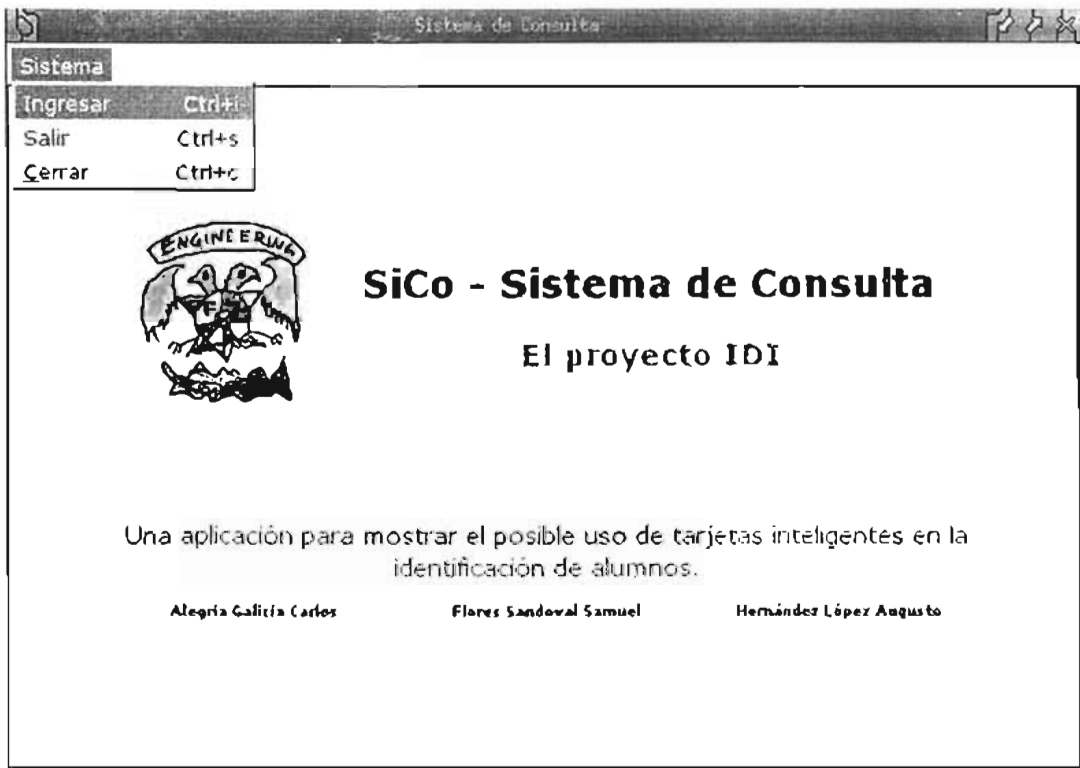 Sistema de Consulta
Sistema
Ingresar Ctrl+i
Salir Ctrl+s
Cerrar Ctrl+c
ENGINEERING
SiCo - Sistema de Consulta
El proyecto IDI
Una aplicación para mostrar el posible uso de tarjetas inteligentes en la
identificación de alumnos.
Alegría Galicia Carlos Flores Sandoval Samuel Hernández López Augusto